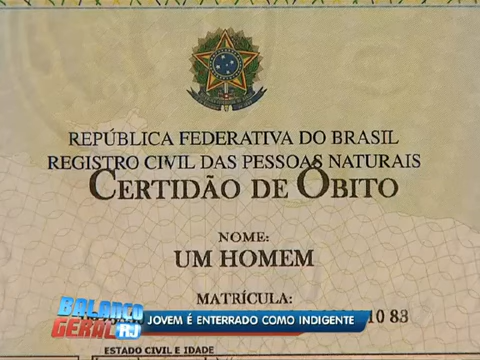 REPÚBLICA FEDERATIVA DO BRASIL
REGISTRO CIVIL DAS PESSOAS NATURAIS
CERTIDÃO DE ÓBITO
NOME:
UM HOMEM
MATRÍCULA:
10 83
BALANÇO
GERAL RJ
JOVEM É ENTERRADO COMO INDIGENTE
ESTADO CIVIL E IDADE